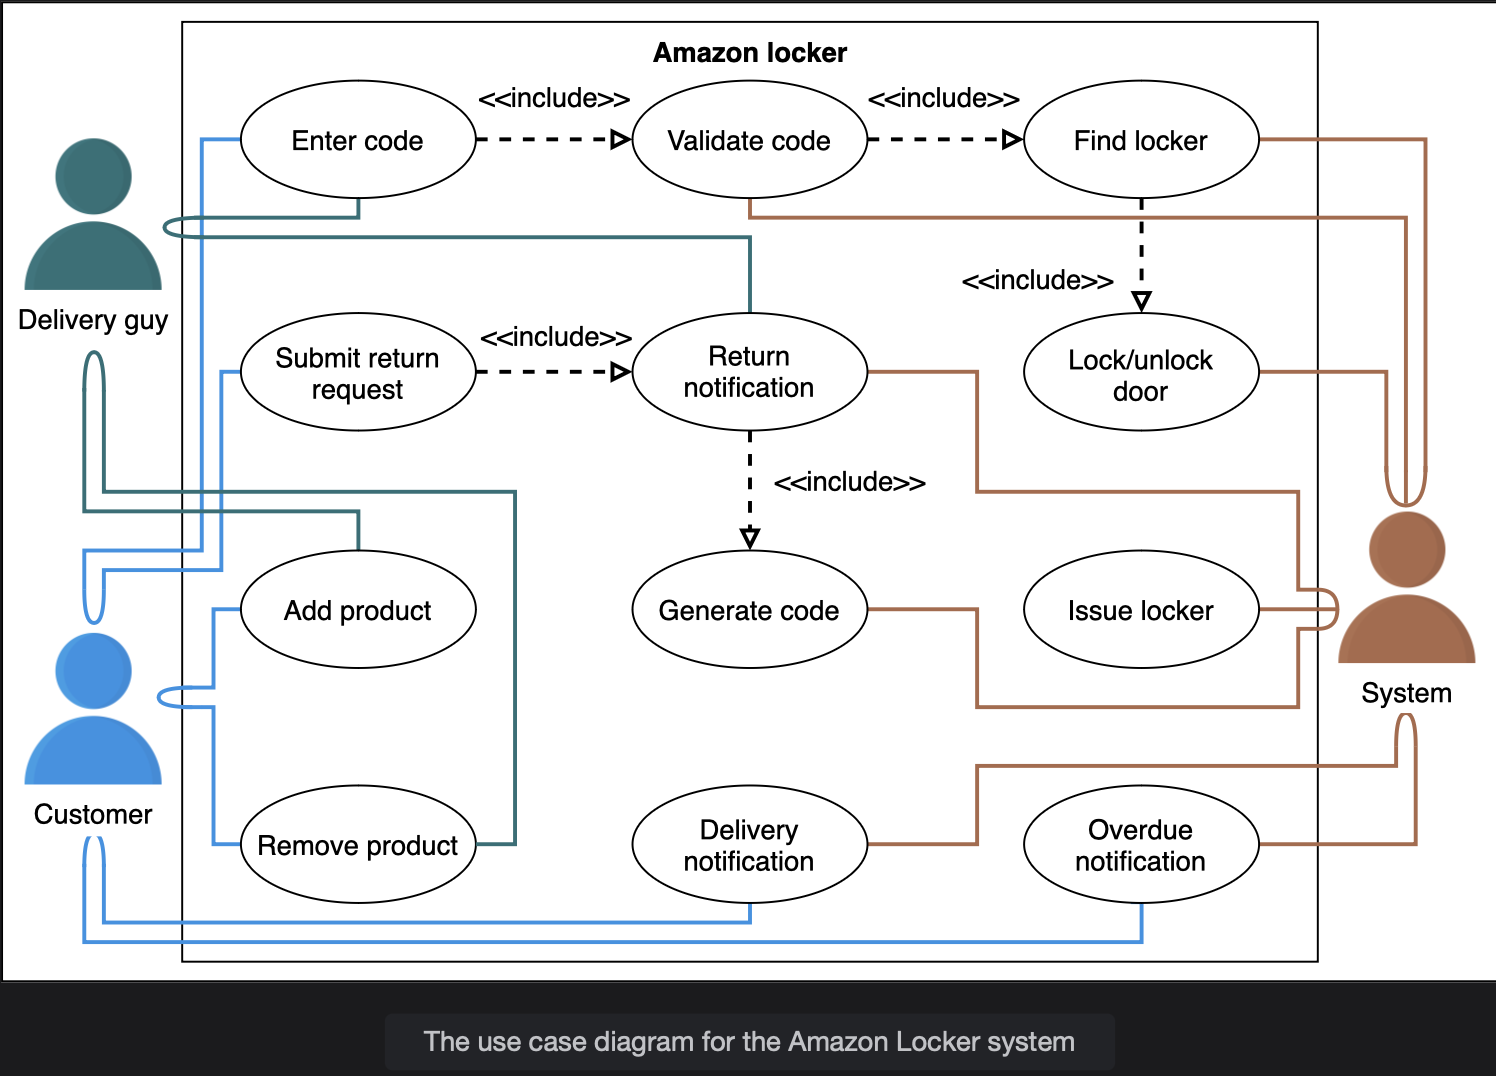 Amazon locker
<<include>>
<<include>>
Enter code
Validate code
Find locker
Delivery guy
<<include>>
<<include>>
Submit return
request
Return
notification
Lock/unlock
door
<<include>>
Add product
Generate code
Issue locker
System
Customer
Remove product
Delivery
notification
Overdue
notification
The use case diagram for the Amazon Locker system